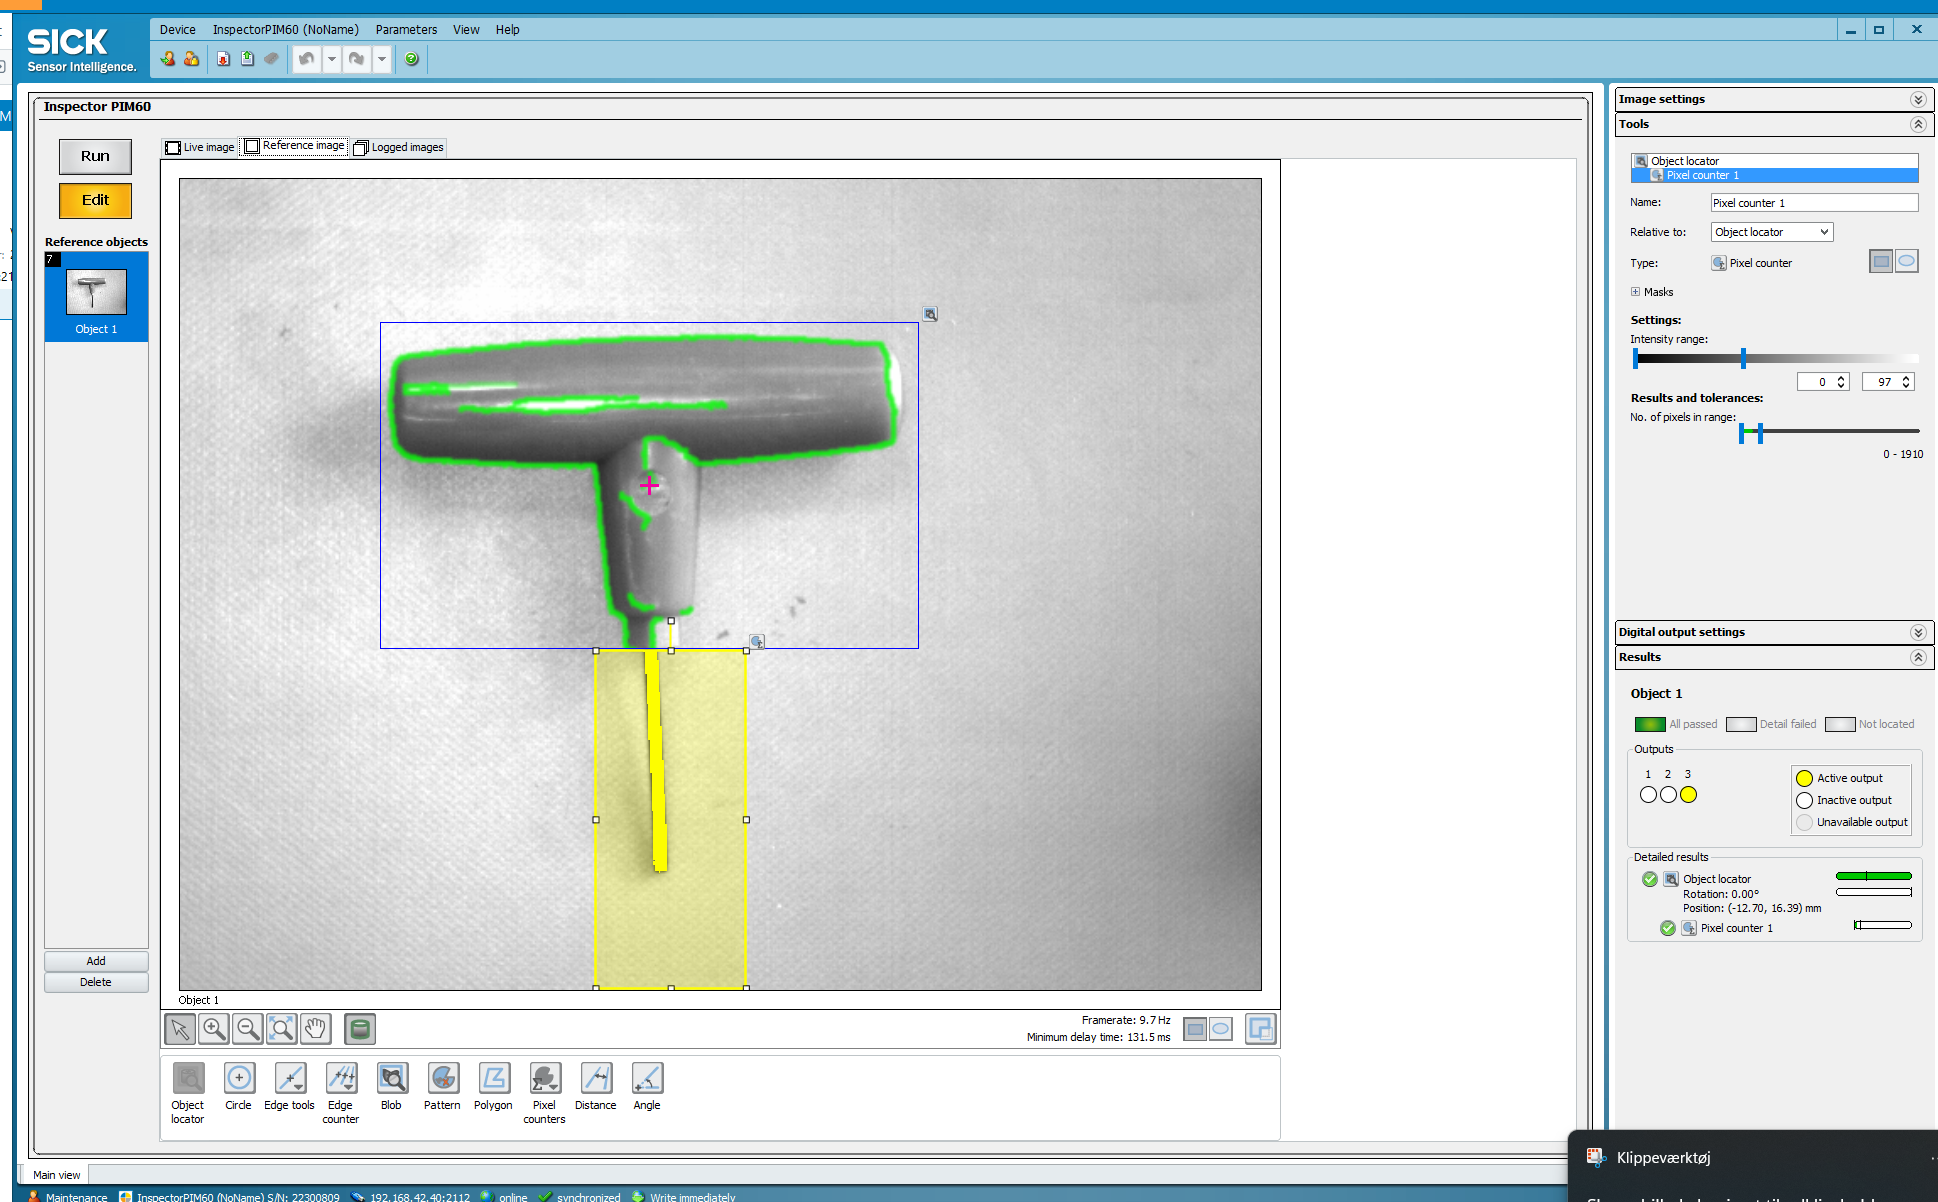 SICK
Sensor Intelligence.
Device InspectorPIM60 (NoName) Parameters View Help
Inspector PIM60
Run
Edit
Reference objects
7
Object 1
Add
Delete
Live image Reference image Logged images
Object 1
Framerate: 9.7 Hz
Minimum delay time: 131.5 ms
Object locator
Circle
Edge tools
Edge counter
Blob
Pattern
Polygon
Pixel counters
Distance
Angle
Main view
Maintenance InspectorPIM60 (NoName) S/N: 22300809 192.168.42.40:2112 online synchronized Write immediately
Image settings
Tools
Object locator
Pixel counter 1
Name: Pixel counter 1
Relative to: Object locator
Type: Pixel counter
Masks
Settings:
Intensity range:
0 97
Results and tolerances:
No. of pixels in range:
0 - 1910
Digital output settings
Results
Object 1
All passed Detail failed Not located
Outputs
1 2 3
Active output
Inactive output
Unavailable output
Detailed results
Object locator
Rotation: 0.00°
Position: (-12.70, 16.39) mm
Pixel counter 1
Klippeværktøj